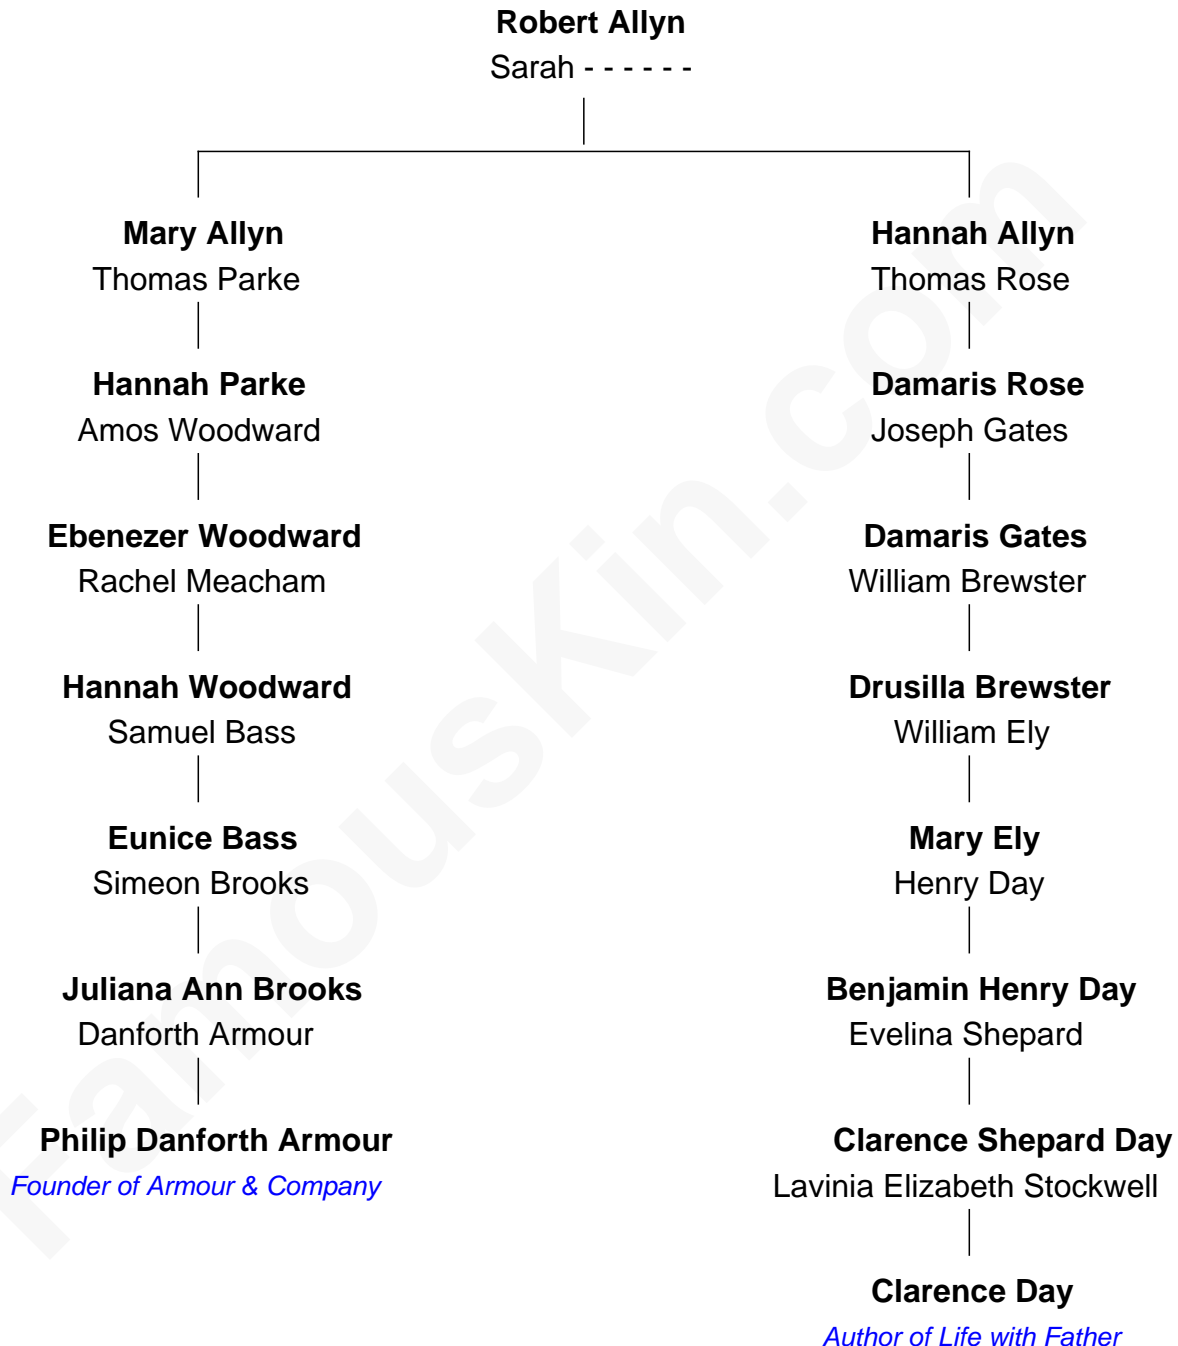 Robert Allyn
Sarah - - - - - -
Mary Allyn
Thomas Parke
Hannah Allyn
Thomas Rose
Hannah Parke
Amos Woodward
Damaris Rose
Joseph Gates
Ebenezer Woodward
Rachel Meacham
Damaris Gates
William Brewster
Hannah Woodward
Samuel Bass
Drusilla Brewster
William Ely
Eunice Bass
Simeon Brooks
Mary Ely
Henry Day
Juliana Ann Brooks
Danforth Armour
Benjamin Henry Day
Evelina Shepard
Philip Danforth Armour
Founder of Armour & Company
Clarence Shepard Day
Lavinia Elizabeth Stockwell
Clarence Day
Author of Life with Father
FamousKin.com